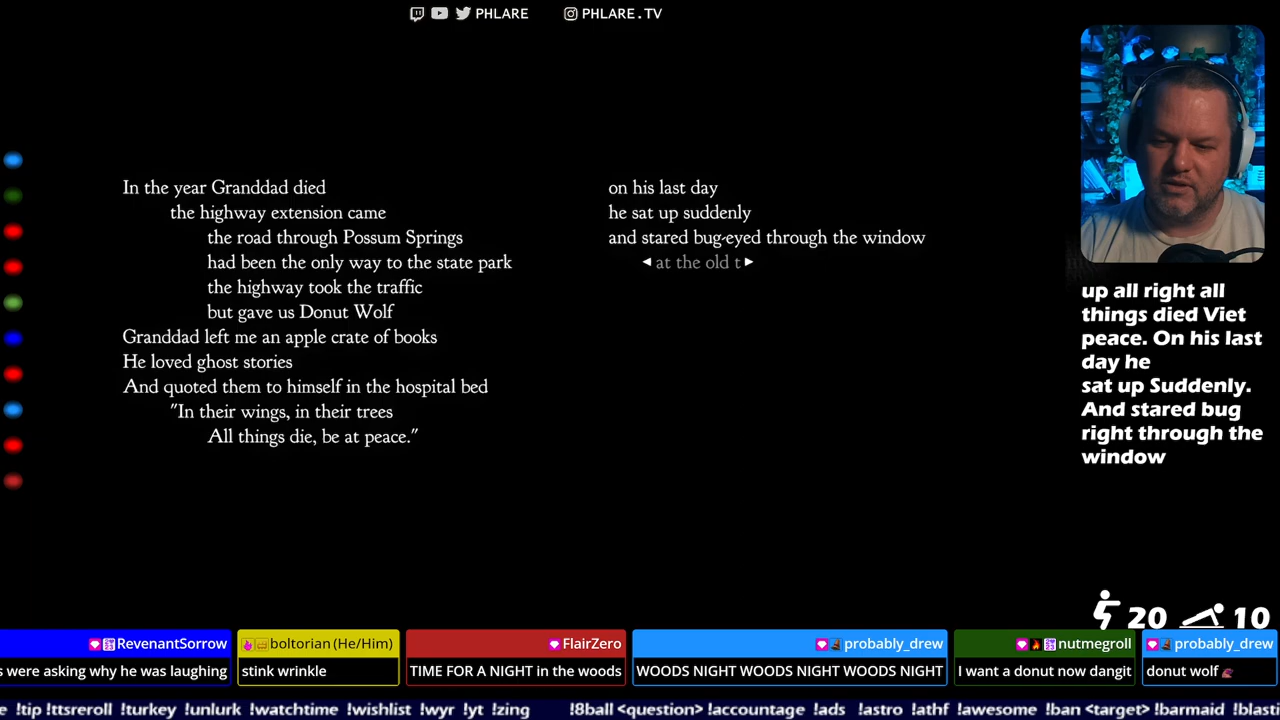 PHLARE PHLARE.TV
In the year Granddad died
the highway extension came
the road through Possum Springs
had been the only way to the state park
the highway took the traffic
but gave us Donut Wolf
Granddad left me an apple crate of books
He loved ghost stories
And quoted them to himself in the hospital bed
"In their wings, in their trees
All things die, be at peace."
on his last day
he sat up suddenly
and stared bug-eyed through the window
at the old t
up all right all
things died Viet
peace. On his last
day he
sat up Suddenly.
And stared bug
right through the
window
20 10
RevenantSorrow
s were asking why he was laughing
boltorian (He/Him)
stink wrinkle
FlairZero
TIME FOR A NIGHT in the woods
probably_drew
WOODS NIGHT WOODS NIGHT WOODS NIGHT
nutmegroll
I want a donut now dangit
probably_drew
donut wolf
e !tip !ttsreroll !turkey !unlurk !watchtime !wishlist !wyr !yt !zing !8ball <question> !accountage !ads !astro !athf !awesome !ban <target> !barmaid !blasti